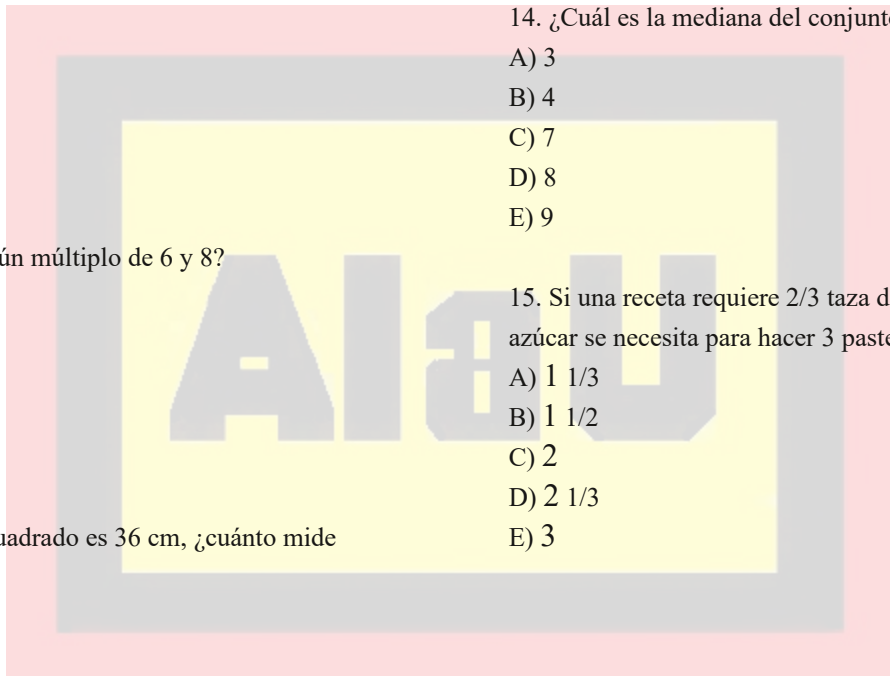 ún múltiplo de 6 y 8?
uadrado es 36 cm, ¿cuánto mide
14. ¿Cuál es la mediana del conjunto
A) 3
B) 4
C) 7
D) 8
E) 9
15. Si una receta requiere 2/3 taza d
azúcar se necesita para hacer 3 paste
A) 1 1/3
B) 1 1/2
C) 2
D) 2 1/3
E) 3
AlaU